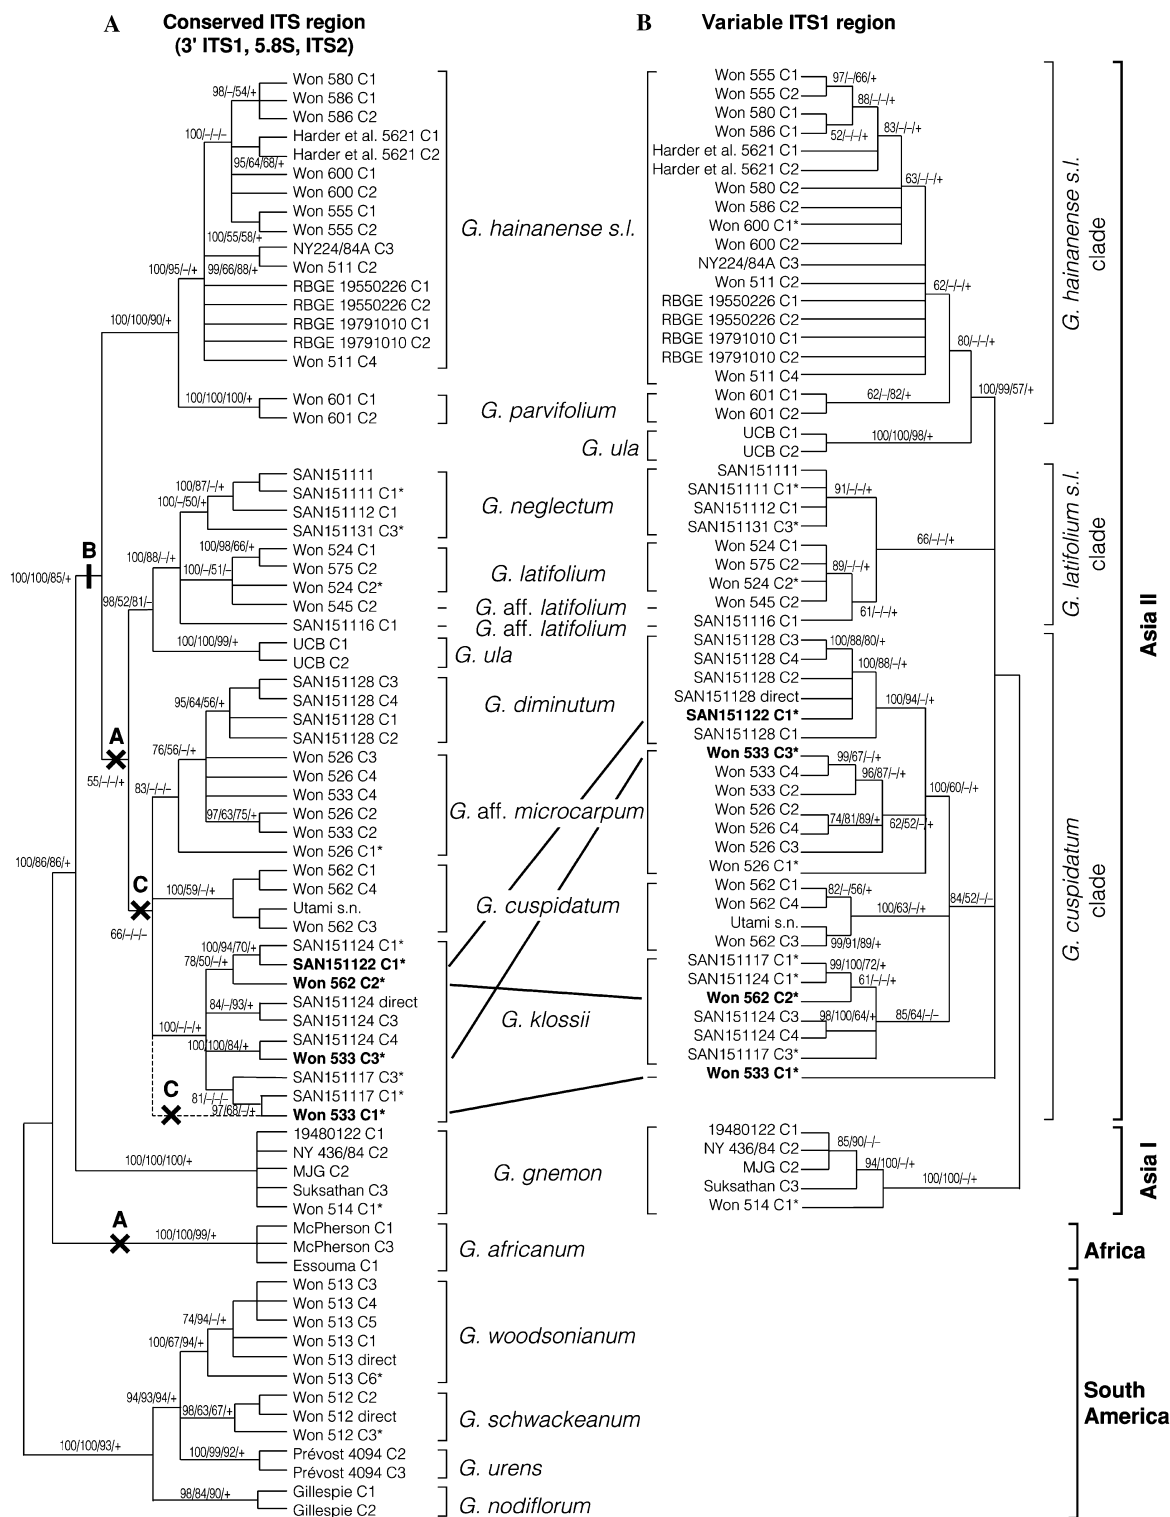 A
Conserved ITS region
(3' ITS1, 5.8S, ITS2)
Won 580 C1
98/–/54/+
Won 586 C1
Won 586 C2
100/–/–/–
Harder et al. 5621 C1
Harder et al. 5621 C2
95/64/68/+
Won 600 C1
Won 600 C2
Won 555 C1
Won 555 C2
100/55/58/+
NY224/84A C3
Won 511 C2
99/66/88/+
100/95/–/+
RBGE 19550226 C1
RBGE 19550226 C2
RBGE 19791010 C1
RBGE 19791010 C2
Won 511 C4
100/100/90/+
G. hainanense s.l.
100/100/100/+
Won 601 C1
Won 601 C2
G. parvifolium
G. ula
SAN151111
100/87/–/+
SAN151111 C1*
100/–/50/+
SAN151112 C1
SAN151131 C3*
G. neglectum
100/98/66/+
Won 524 C1
Won 575 C2
100/88/–/+
100/–/51/–
Won 524 C2*
Won 545 C2
G. latifolium
G. aff. latifolium
SAN151116 C1
G. aff. latifolium
B
100/100/85/+
98/52/81/–
100/100/99/+
UCB C1
UCB C2
G. ula
SAN151128 C3
95/64/56/+
SAN151128 C4
SAN151128 C1
SAN151128 C2
G. diminutum
A
76/56/–/+
55/–/–/+
83/–/–/–
Won 526 C3
Won 526 C4
Won 533 C4
97/63/75/+
Won 526 C2
Won 533 C2
Won 526 C1*
G. aff. microcarpum
100/86/86/+
C
100/59/–/+
Won 562 C1
Won 562 C4
Utami s.n.
Won 562 C3
G. cuspidatum
66/–/–/–
100/94/70/+
SAN151124 C1*
78/50/–/+
SAN151122 C1*
Won 562 C2*
84/–/93/+
SAN151124 direct
SAN151124 C3
100/–/–/+
SAN151124 C4
100/100/84/+
Won 533 C3*
SAN151117 C3*
81/–/–/–
SAN151117 C1*
97/68/–/+
Won 533 C1*
G. klossii
C
19480122 C1
NY 436/84 C2
100/100/100/+
MJG C2
Suksathan C3
Won 514 C1*
G. gnemon
A
100/100/99/+
McPherson C1
McPherson C3
Essouma C1
G. africanum
Won 513 C3
Won 513 C4
74/94/–/+
Won 513 C5
100/67/94/+
Won 513 C1
Won 513 direct
Won 513 C6*
G. woodsonianum
94/93/94/+
98/63/67/+
Won 512 C2
Won 512 direct
Won 512 C3*
G. schwackeanum
100/100/93/+
100/99/92/+
Prévost 4094 C2
Prévost 4094 C3
G. urens
98/84/90/+
Gillespie C1
Gillespie C2
G. nodiflorum
B
Variable ITS1 region
Won 555 C1
97/–/66/+
Won 555 C2
88/–/–/+
Won 580 C1
Won 586 C1
52/–/–/+
83/–/–/+
Harder et al. 5621 C1
Harder et al. 5621 C2
63/–/–/+
Won 580 C2
Won 586 C2
Won 600 C1*
Won 600 C2
NY224/84A C3
Won 511 C2
62/–/–/+
RBGE 19550226 C1
RBGE 19550226 C2
RBGE 19791010 C1
80/–/–/+
RBGE 19791010 C2
Won 511 C4
100/99/57/+
Won 601 C1
62/–/82/+
Won 601 C2
UCB C1
100/100/98/+
UCB C2
SAN151111
SAN151111 C1*
91/–/–/+
SAN151112 C1
SAN151131 C3*
66/–/–/+
Won 524 C1
Won 575 C2
89/–/–/+
Won 524 C2*
Won 545 C2
61/–/–/+
SAN151116 C1
SAN151128 C3
100/88/80/+
SAN151128 C4
100/88/–/+
SAN151128 C2
SAN151128 direct
100/94/–/+
SAN151122 C1*
SAN151128 C1
Won 533 C3*
99/67/–/+
Won 533 C4
96/87/–/+
Won 533 C2
100/60/–/+
Won 526 C2
74/81/89/+
62/52/–/+
Won 526 C4
Won 526 C3
Won 526 C1*
Won 562 C1
82/–/56/+
84/52/–/–
Won 562 C4
100/63/–/+
Utami s.n.
Won 562 C3
99/91/89/+
SAN151117 C1*
99/100/72/+
SAN151124 C1*
61/–/–/+
Won 562 C2*
SAN151124 C3
98/100/64/+
85/64/–/–
SAN151124 C4
SAN151117 C3*
Won 533 C1*
19480122 C1
85/90/–/–
NY 436/84 C2
94/100/–/+
MJG C2
100/100/–/+
Suksathan C3
Won 514 C1*
G. hainanense s.l.
clade
G. latifolium s.l.
clade
G. cuspidatum
clade
Asia II
Asia I
Africa
South
America